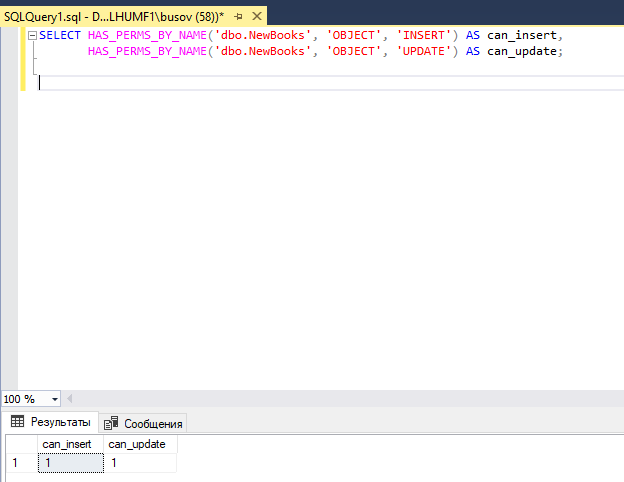 SQLQuery1.sql - D...LHUMF1\busov (58))*
SELECT HAS_PERMS_BY_NAME('dbo.NewBooks', 'OBJECT', 'INSERT') AS can_insert,
HAS_PERMS_BY_NAME('dbo.NewBooks', 'OBJECT', 'UPDATE') AS can_update;
100 %
Результаты Сообщения
can_insert can_update
1 1 1